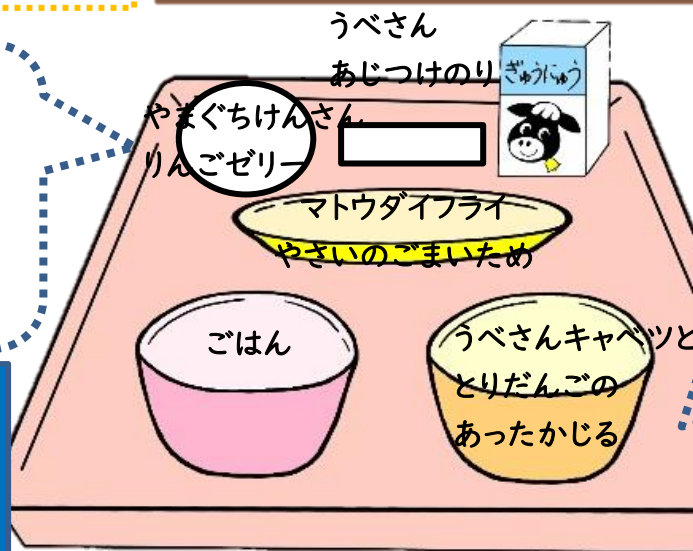 うべさん
あじつけのり
ぎゅうにゅう
やまぐちけんさん
りんごゼリー
マトウダイフライ
やさいのごまいため
ごはん
うべさんキャベツと
とりだんごの
あったかじる